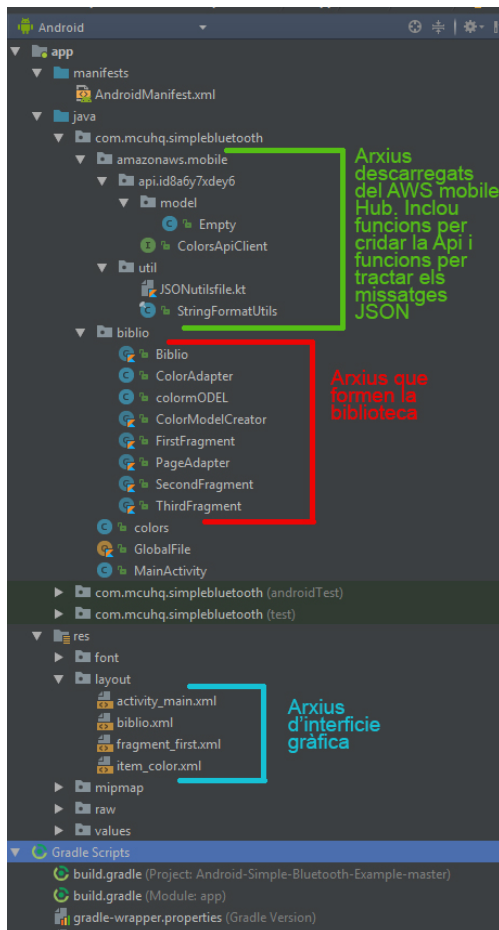 Android
app
manifests
AndroidManifest.xml
java
com.mcuhq.simplebluetooth
amazonaws.mobile
api.id8a6y7xdey6
model
Empty
ColorsApiClient
util
JSONutilsfile.kt
StringFormatUtils
Arxius
descarregats
del AWS mobile
Hub. Inclou
funcions per
cridar la Api i
funcions per
tractar els
missatges
JSON
biblio
Biblio
ColorAdapter
colormODEL
ColorModelCreator
FirstFragment
PageAdapter
SecondFragment
ThirdFragment
Arxius que
formen la
biblioteca
colors
GlobalFile
MainActivity
com.mcuhq.simplebluetooth (androidTest)
com.mcuhq.simplebluetooth (test)
res
font
layout
activity_main.xml
biblio.xml
fragment_first.xml
item_color.xml
Arxius
d'interficie
gràfica
mipmap
raw
values
Gradle Scripts
build.gradle (Project: Android-Simple-Bluetooth-Example-master)
build.gradle (Module: app)
gradle-wrapper.properties (Gradle Version)